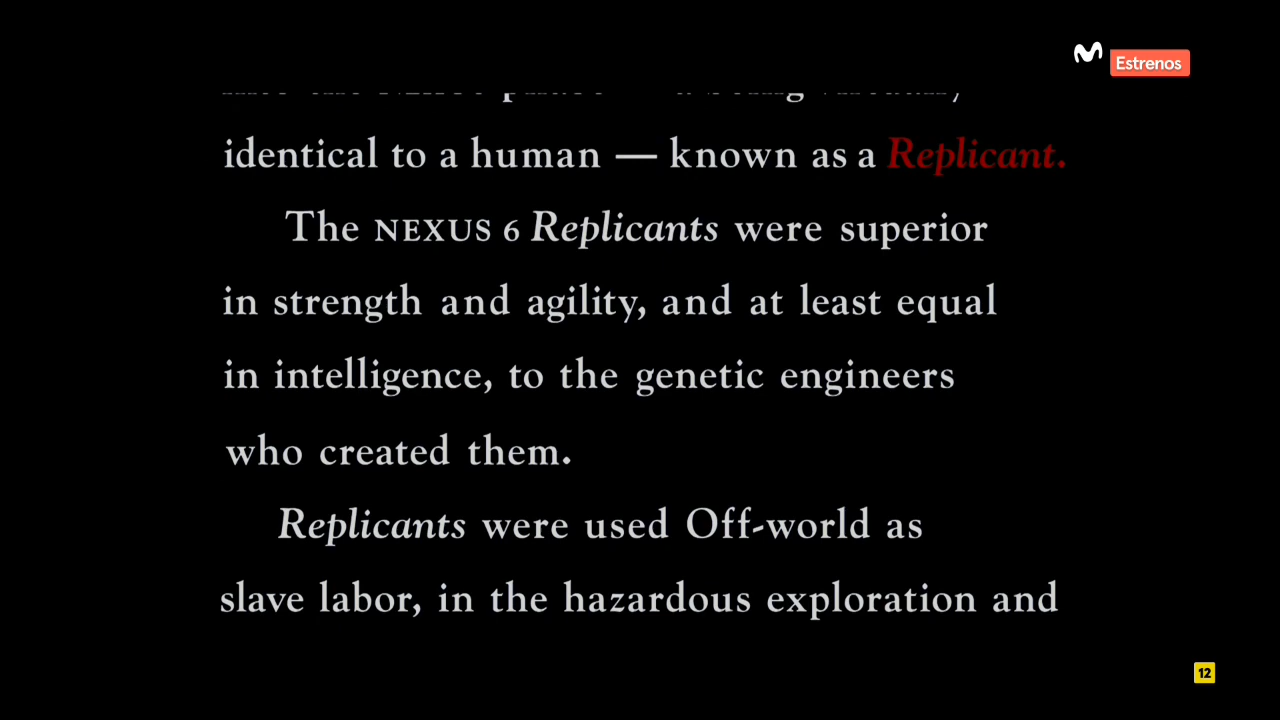 Estrenos
identical to a human — known as a Replicant.
The NEXUS 6 Replicants were superior
in strength and agility, and at least equal
in intelligence, to the genetic engineers
who created them.
Replicants were used Off-world as
slave labor, in the hazardous exploration and
12